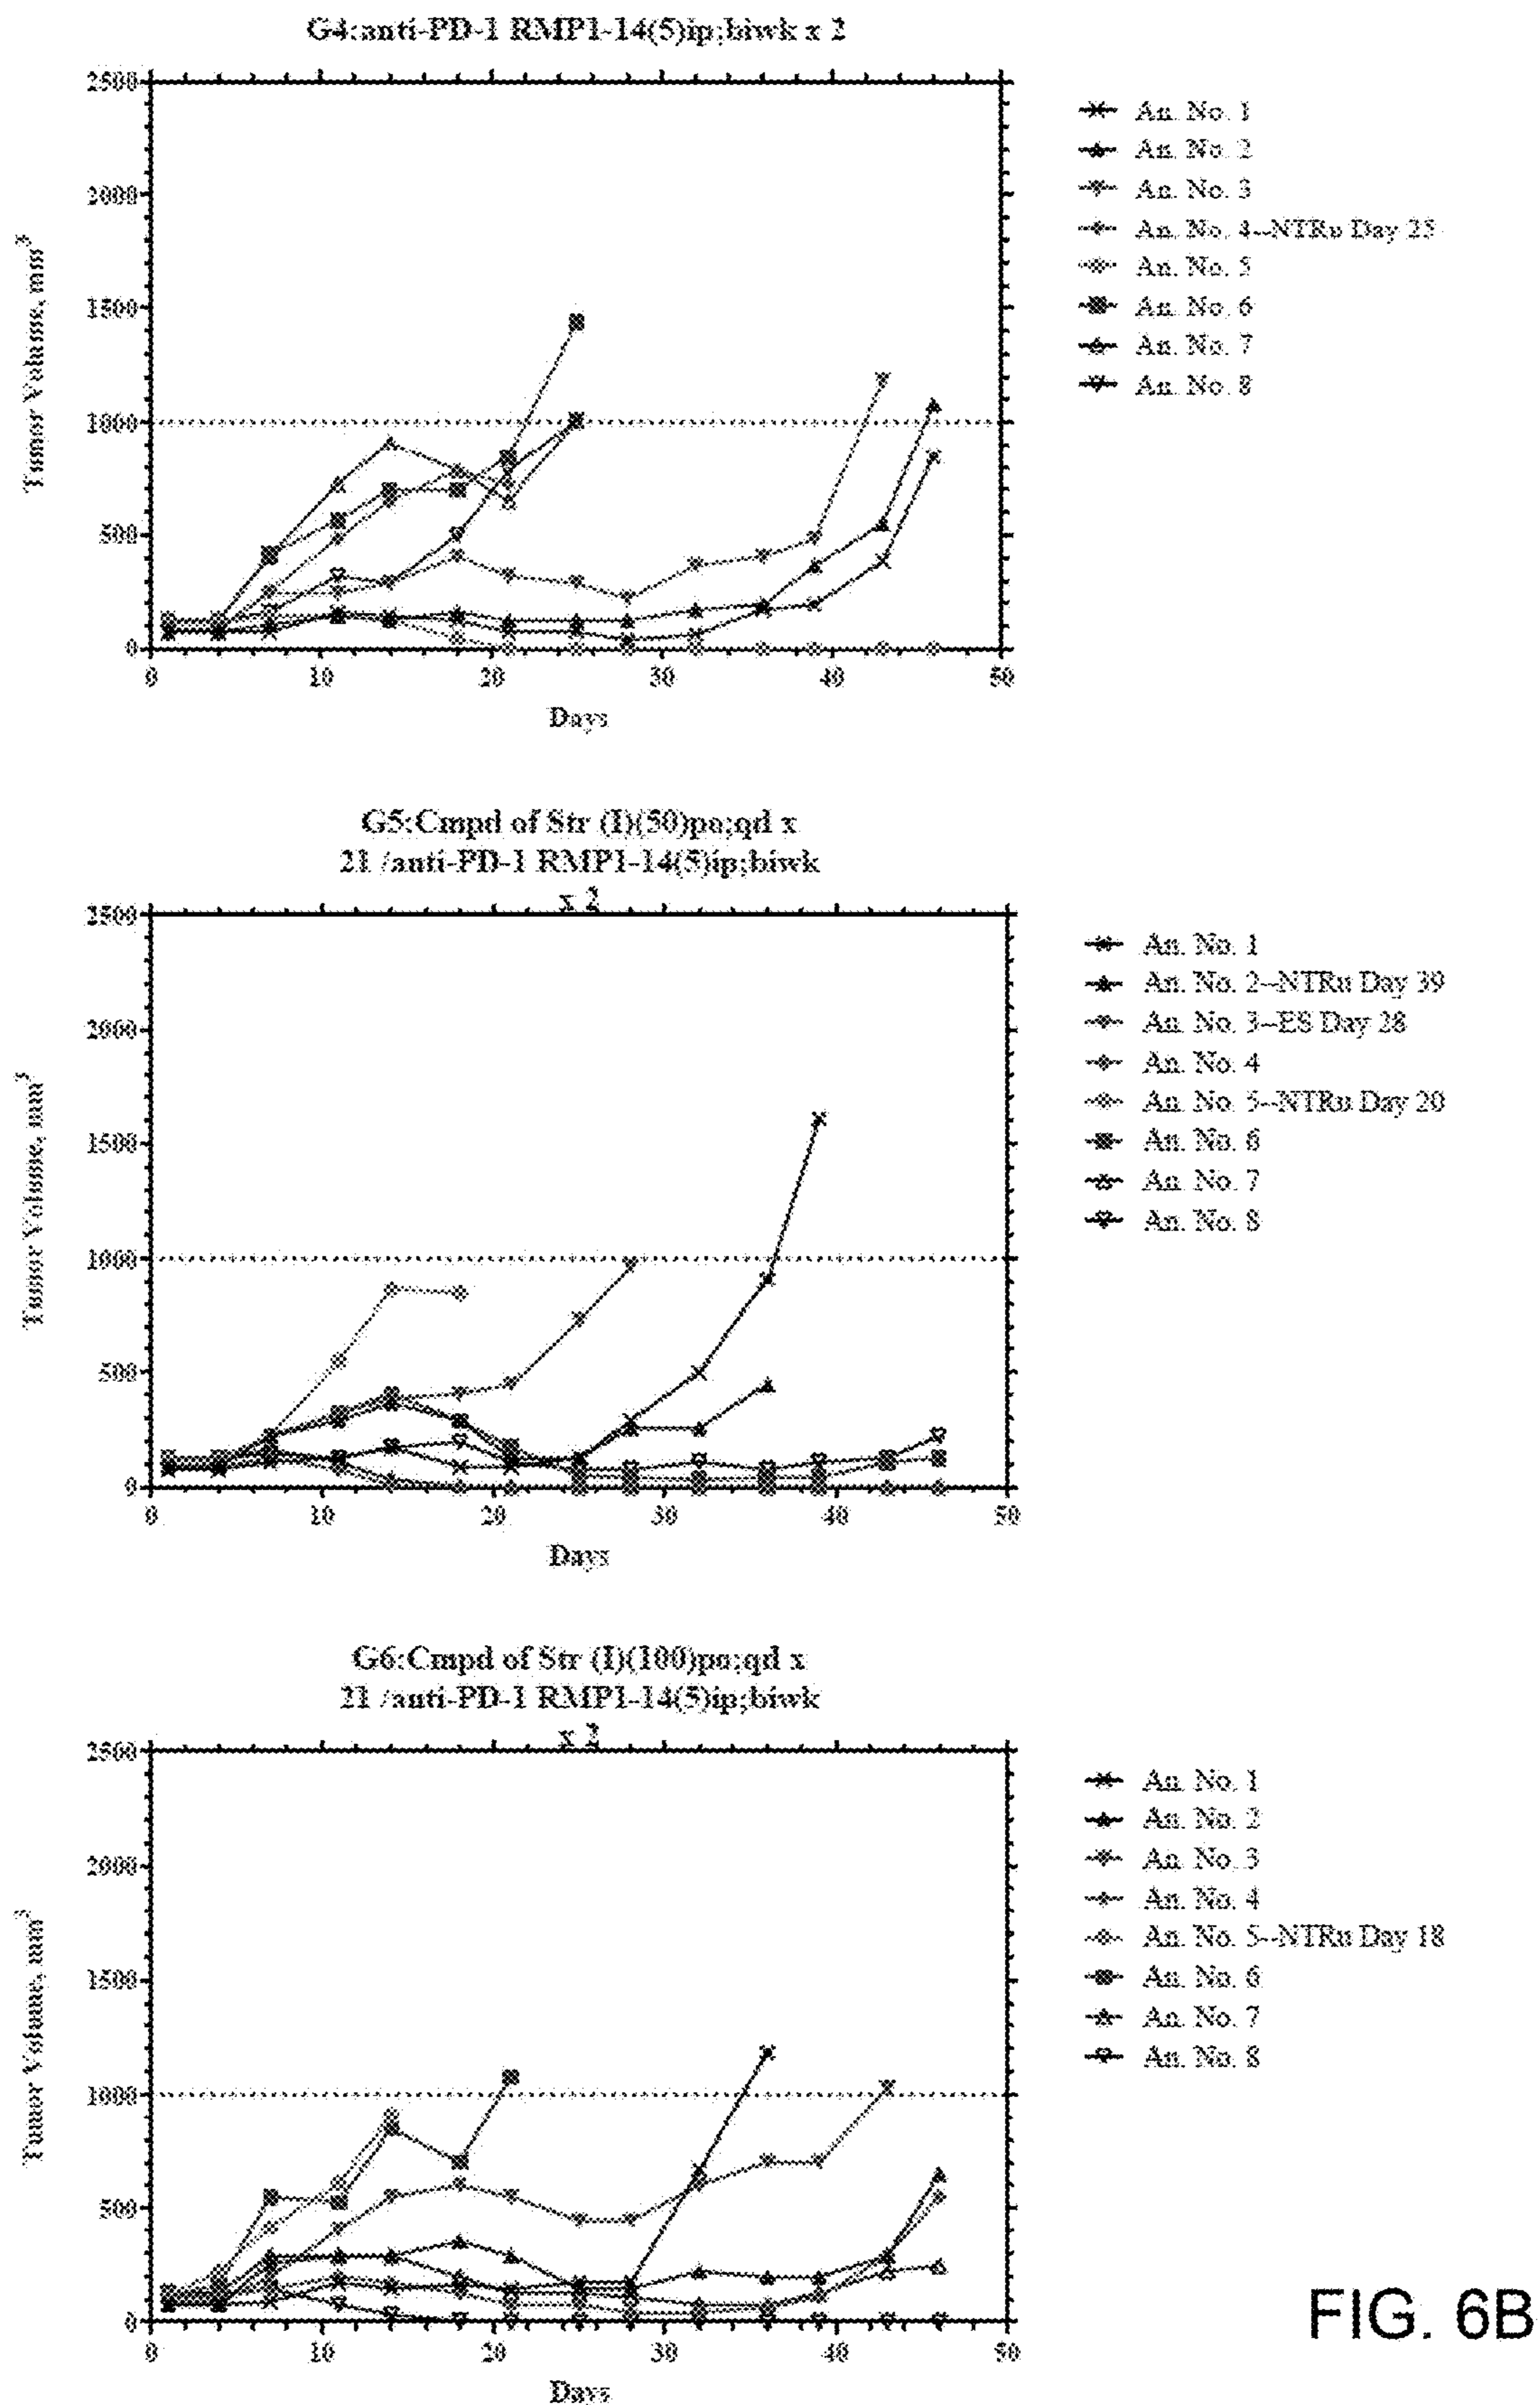 G4:anti-PD-1 RMP1-14(5)ip;biwk x 2
2500
2000
1500
1000
500
0
Tumor Volume, mm³
0 10 20 30 40 50
Days
An. No. 1
An. No. 2
An. No. 3
An. No. 4--NTRu Day 25
An. No. 5
An. No. 6
An. No. 7
An. No. 8
G5:Cmpd of Str (I)(50)po;qd x
21 /anti-PD-1 RMP1-14(5)ip;biwk
x 2
2500
2000
1500
1000
500
0
Tumor Volume, mm³
0 10 20 30 40 50
Days
An. No. 1
An. No. 2--NTRu Day 39
An. No. 3--ES Day 28
An. No. 4
An. No. 5--NTRu Day 20
An. No. 6
An. No. 7
An. No. 8
G6:Cmpd of Str (I)(100)po;qd x
21 /anti-PD-1 RMP1-14(5)ip;biwk
x 2
2500
2000
1500
1000
500
0
Tumor Volume, mm³
0 10 20 30 40 50
Days
An. No. 1
An. No. 2
An. No. 3
An. No. 4
An. No. 5--NTRu Day 18
An. No. 6
An. No. 7
An. No. 8
FIG. 6B